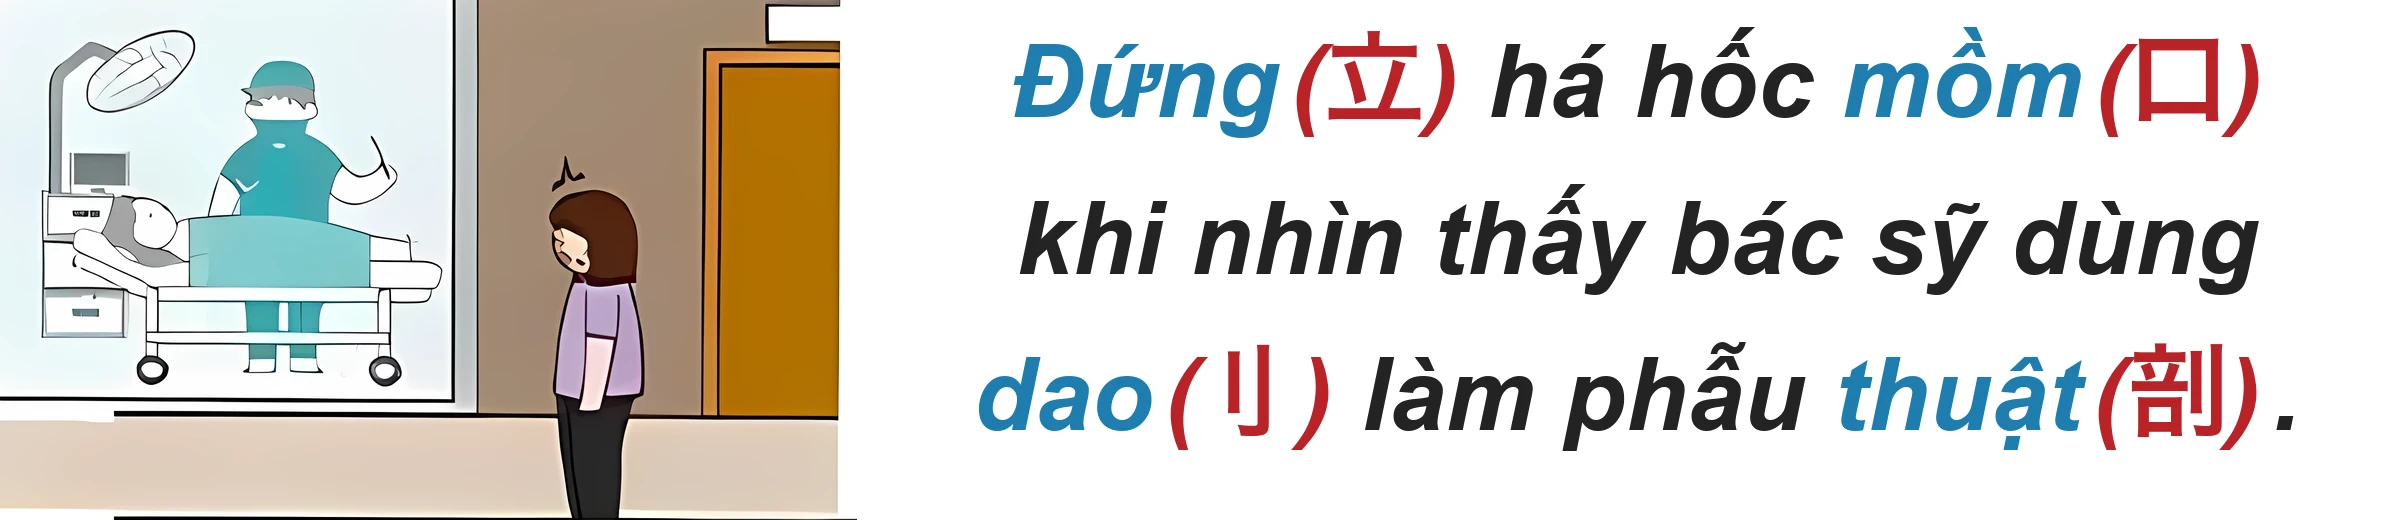 Đứng(立) há hốc mồm(口)
khi nhìn thấy bác sỹ dùng
dao(刂) làm phẫu thuật(剖).